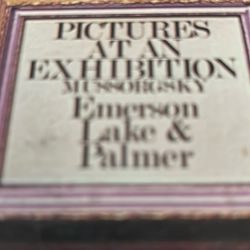 PICTURES
AT AN
EXHIBITION
MUSSORGSKY
Emerson
Lake &
Palmer